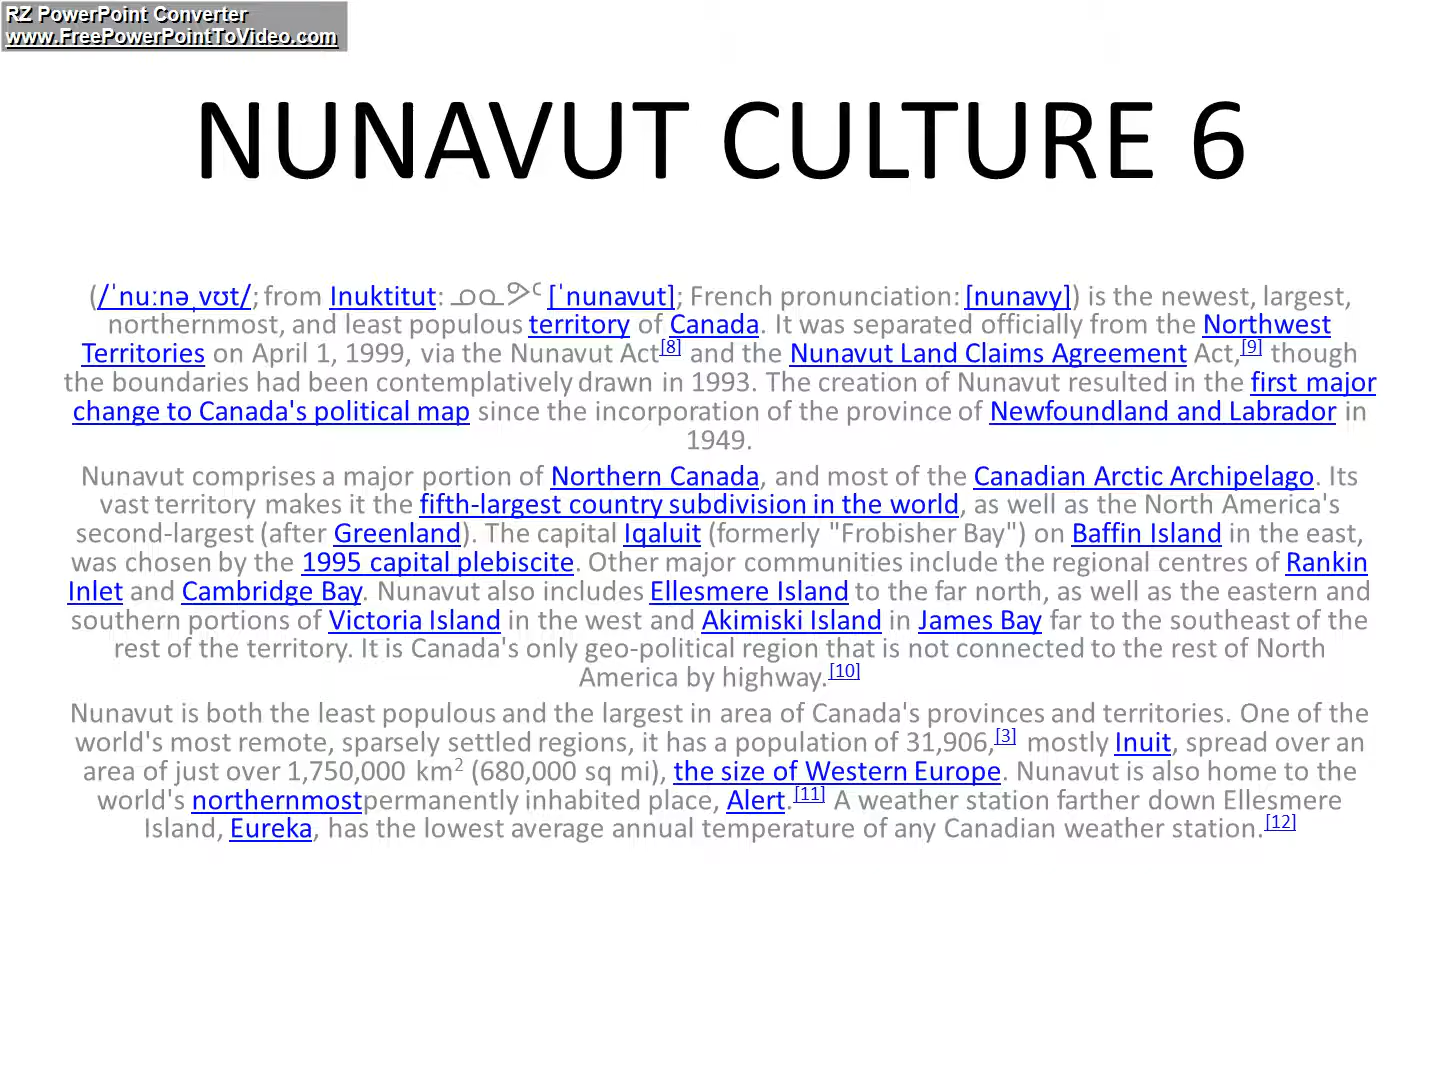 RZ PowerPoint Converter
www.FreePowerPointToVideo.com
NUNAVUT CULTURE 6
(/ˈnuːnəˌvʊt/; from Inuktitut: ᓄᓇᕗᑦ [ˈnunavut]; French pronunciation: [nunavy]) is the newest, largest,
northernmost, and least populous territory of Canada. It was separated officially from the Northwest
Territories on April 1, 1999, via the Nunavut Act[8] and the Nunavut Land Claims Agreement Act,[9] though
the boundaries had been contemplatively drawn in 1993. The creation of Nunavut resulted in the first major
change to Canada's political map since the incorporation of the province of Newfoundland and Labrador in
1949.
Nunavut comprises a major portion of Northern Canada, and most of the Canadian Arctic Archipelago. Its
vast territory makes it the fifth-largest country subdivision in the world, as well as the North America's
second-largest (after Greenland). The capital Iqaluit (formerly "Frobisher Bay") on Baffin Island in the east,
was chosen by the 1995 capital plebiscite. Other major communities include the regional centres of Rankin
Inlet and Cambridge Bay. Nunavut also includes Ellesmere Island to the far north, as well as the eastern and
southern portions of Victoria Island in the west and Akimiski Island in James Bay far to the southeast of the
rest of the territory. It is Canada's only geo-political region that is not connected to the rest of North
America by highway.[10]
Nunavut is both the least populous and the largest in area of Canada's provinces and territories. One of the
world's most remote, sparsely settled regions, it has a population of 31,906,[3] mostly Inuit, spread over an
area of just over 1,750,000 km² (680,000 sq mi), the size of Western Europe. Nunavut is also home to the
world's northernmostpermanently inhabited place, Alert.[11] A weather station farther down Ellesmere
Island, Eureka, has the lowest average annual temperature of any Canadian weather station.[12]